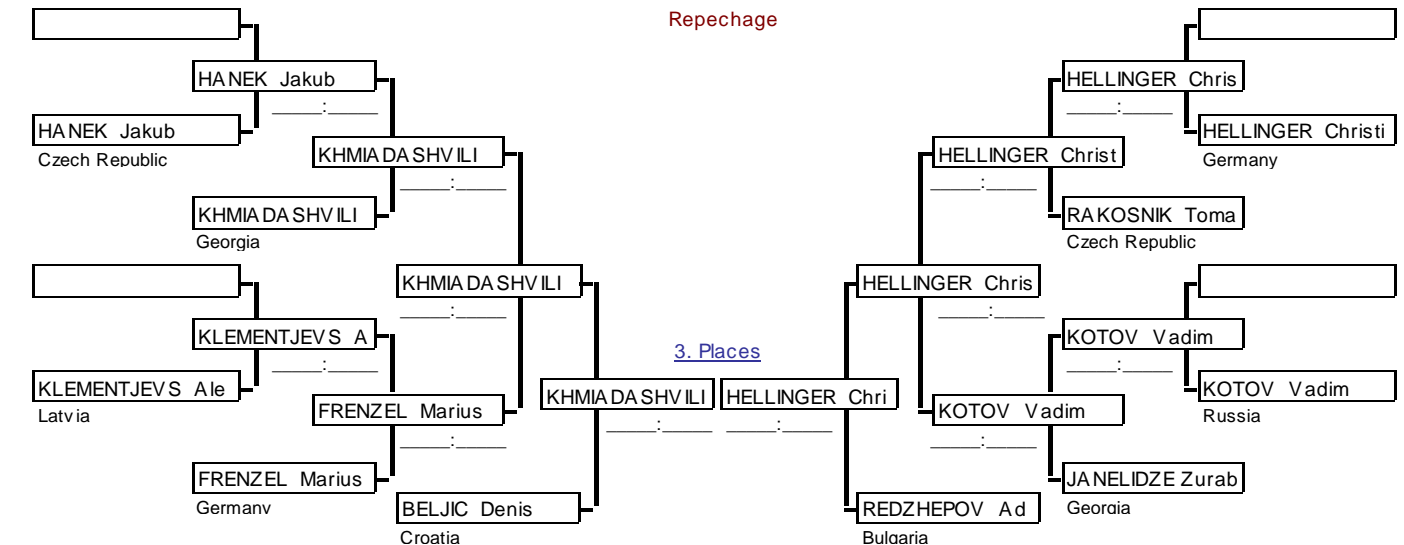 Repechage
HANEK Jakub
HELLINGER Chris
_____:_____
_____:_____
HANEK Jakub
HELLINGER Christi
Czech Republic
KHMIADASHVILI
HELLINGER Christ
Germany
_____:_____
_____:_____
KHMIADASHVILI
RAKOSNIK Toma
Georgia
Czech Republic
KHMIADASHVILI
HELLINGER Chris
_____:_____
_____:_____
KLEMENTJEVS A
KOTOV Vadim
3. Places
_____:_____
_____:_____
KLEMENTJEVS Ale
KOTOV Vadim
Latvia
KHMIADASHVILI
HELLINGER Chri
Russia
FRENZEL Marius
KOTOV Vadim
_____:_____
_____:_____
_____:_____
_____:_____
FRENZEL Marius
JANELIDZE Zurab
Germany
Georgia
BELJIC Denis
REDZHEPOV Ad
Croatia
Bulgaria